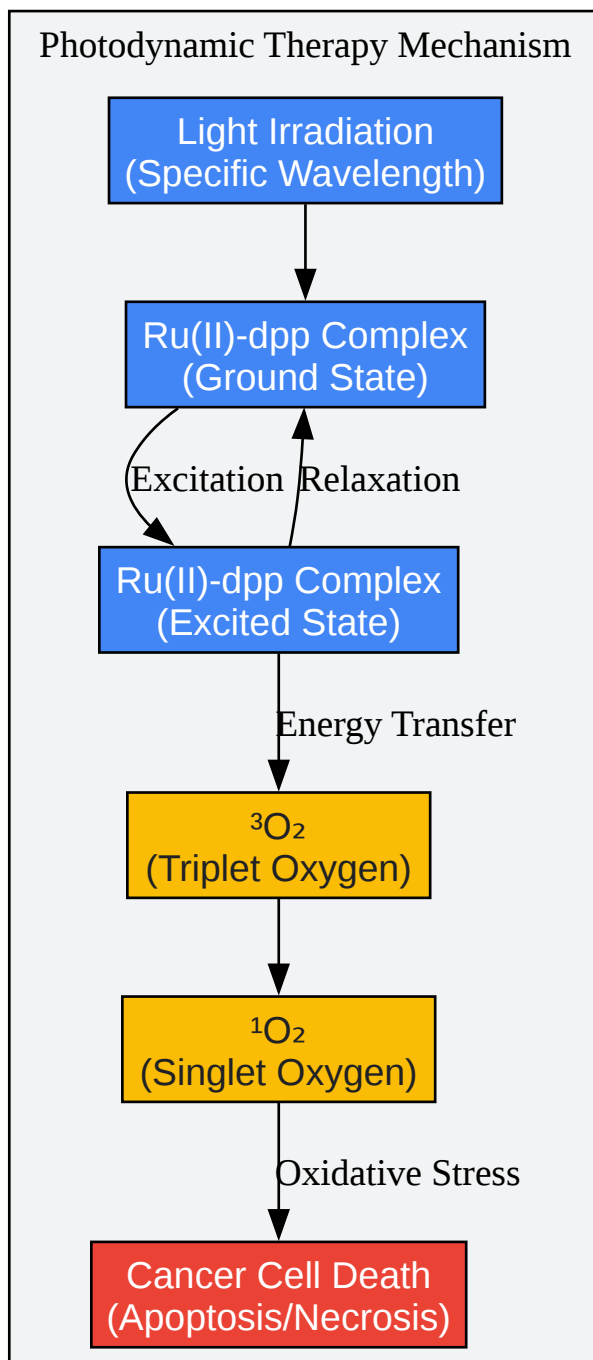 Photodynamic Therapy Mechanism
Light Irradiation
(Specific Wavelength)
Ru(II)-dpp Complex
(Ground State)
Excitation
Relaxation
Ru(II)-dpp Complex
(Excited State)
Energy Transfer
³O₂
(Triplet Oxygen)
¹O₂
(Singlet Oxygen)
Oxidative Stress
Cancer Cell Death
(Apoptosis/Necrosis)